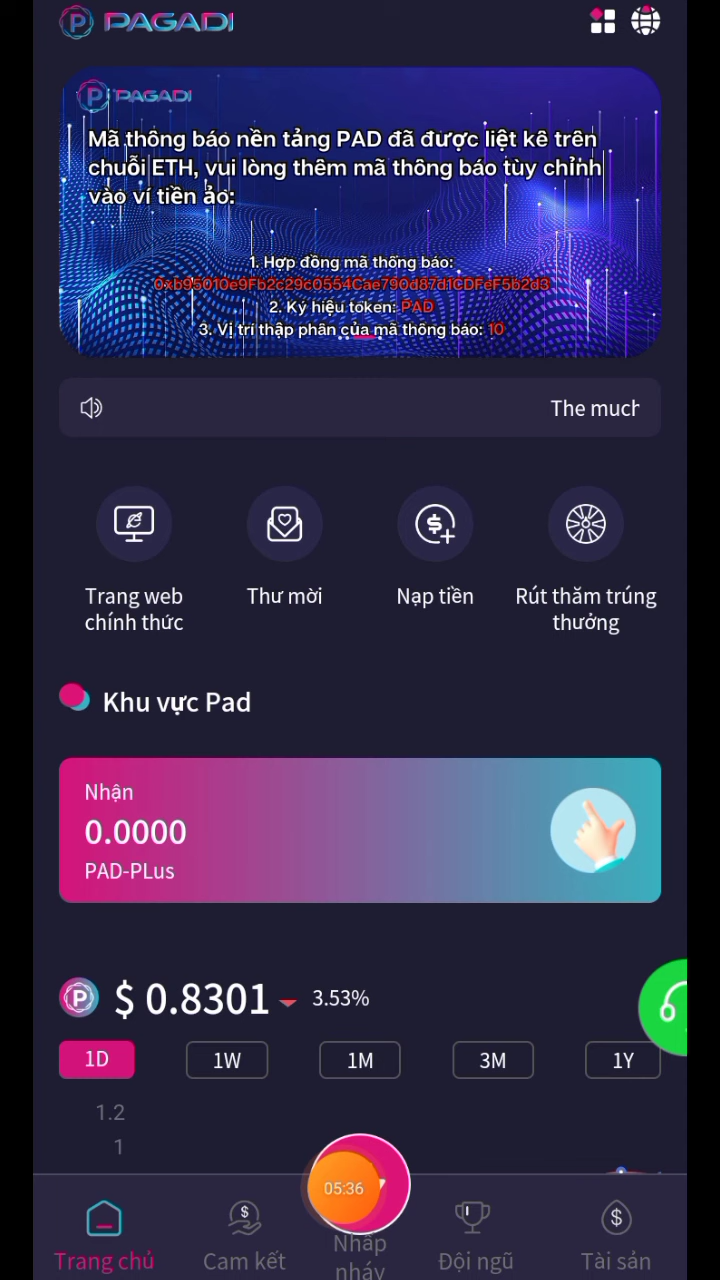 PAGADI
PAGADI
Mã thông báo nền tảng PAD đã được liệt kê trên
chuỗi ETH, vui lòng thêm mã thông báo tùy chỉnh
vào ví tiền ảo:
1. Hợp đồng mã thông báo:
0xb95010e9Fb2c29c0554Cae790d87d1CDFeF5b2d3
2. Ký hiệu token: PAD
3. Vị trí thập phân của mã thông báo: 10
The much
Trang web
chính thức
Thư mời
Nạp tiền
Rút thăm trúng
thưởng
Khu vực Pad
Nhận
0.0000
PAD-PLus
$ 0.8301 3.53%
1D 1W 1M 3M 1Y
1.2
1
05:36
Trang chủ
Cam kết
Nhấp
nháy
Đội ngũ
Tài sản